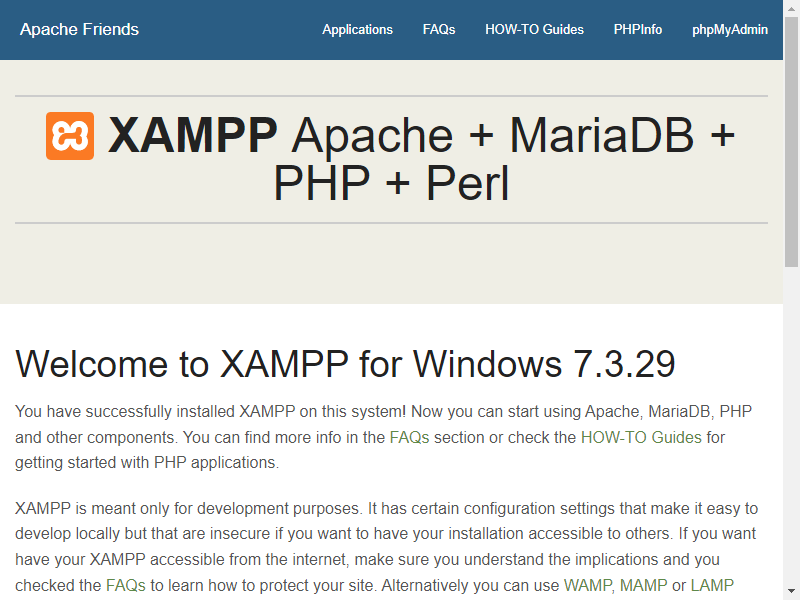 Apache Friends Applications FAQs HOW-TO Guides PHPInfo phpMyAdmin
XAMPP Apache + MariaDB +
PHP + Perl
Welcome to XAMPP for Windows 7.3.29
You have successfully installed XAMPP on this system! Now you can start using Apache, MariaDB, PHP
and other components. You can find more info in the FAQs section or check the HOW-TO Guides for
getting started with PHP applications.
XAMPP is meant only for development purposes. It has certain configuration settings that make it easy to
develop locally but that are insecure if you want to have your installation accessible to others. If you want
have your XAMPP accessible from the internet, make sure you understand the implications and you
checked the FAQs to learn how to protect your site. Alternatively you can use WAMP, MAMP or LAMP